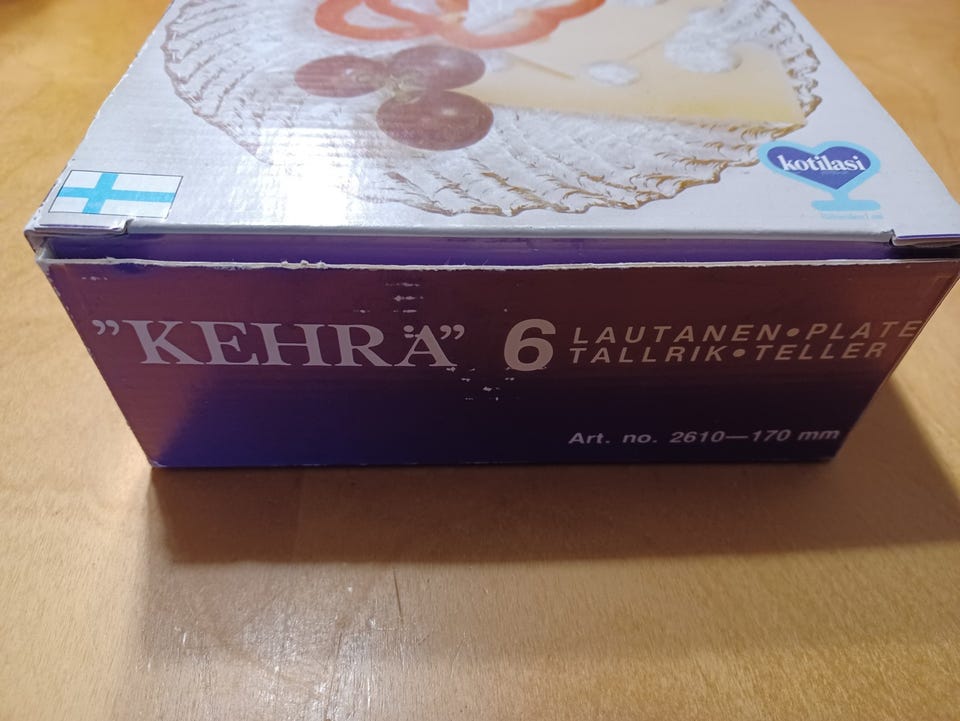 kotilasi
"KEHRÄ" 6 LAUTANEN•PLATE
TALLRIK•TELLER
Art. no. 2610—170 mm